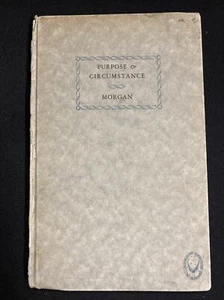 PURPOSE &
CIRCUMSTANCE
MORGAN